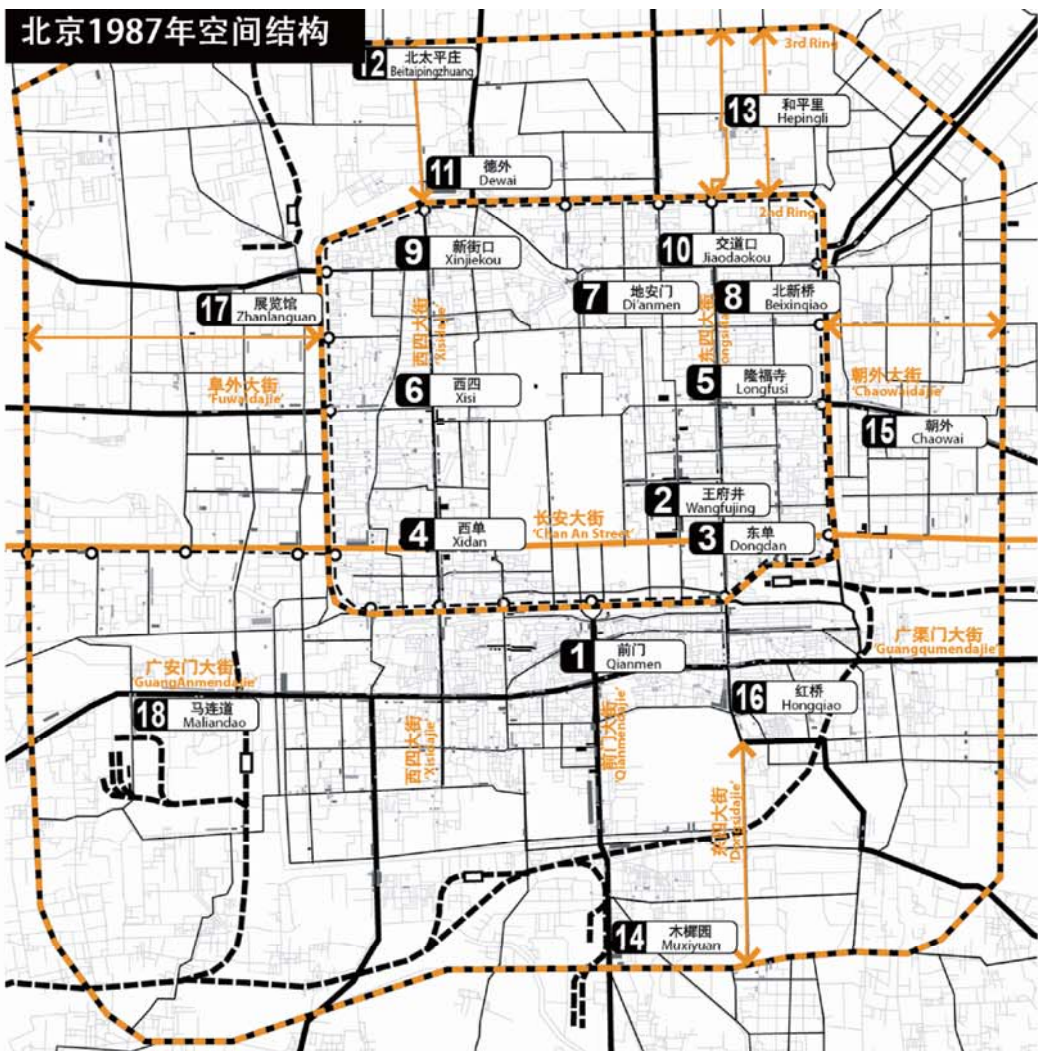 北京1987年空间结构
3rd Ring
12
北太平庄
Beitaipingzhuang
13
和平里
Hepingli
11
德外
Dewai
2nd Ring
9
新街口
Xinjiekou
10
交道口
Jiaodaokou
17
展览馆
Zhanlanguan
7
地安门
Di'anmen
8
北新桥
Beixinqiao
西四大街
'Xisidajie'
东四大街
阜外大街
'Fuwaidajie'
6
西四
Xisi
5
隆福寺
Longfusi
朝外大街
'Chaowaidajie'
15
朝外
Chaowai
2
王府井
Wangfujing
4
西单
Xidan
长安大街
'Chan An Street'
3
东单
Dongdan
1
前门
Qianmen
广渠门大街
'Guangqumendajie'
广安门大街
'GuangAnmendajie'
18
马连道
Maliandao
16
红桥
Hongqiao
西四大街
'Xisidajie'
前门大街
'Qianmendajie'
东四大街
'Dongsidajie'
14
木樨园
Muxiyuan